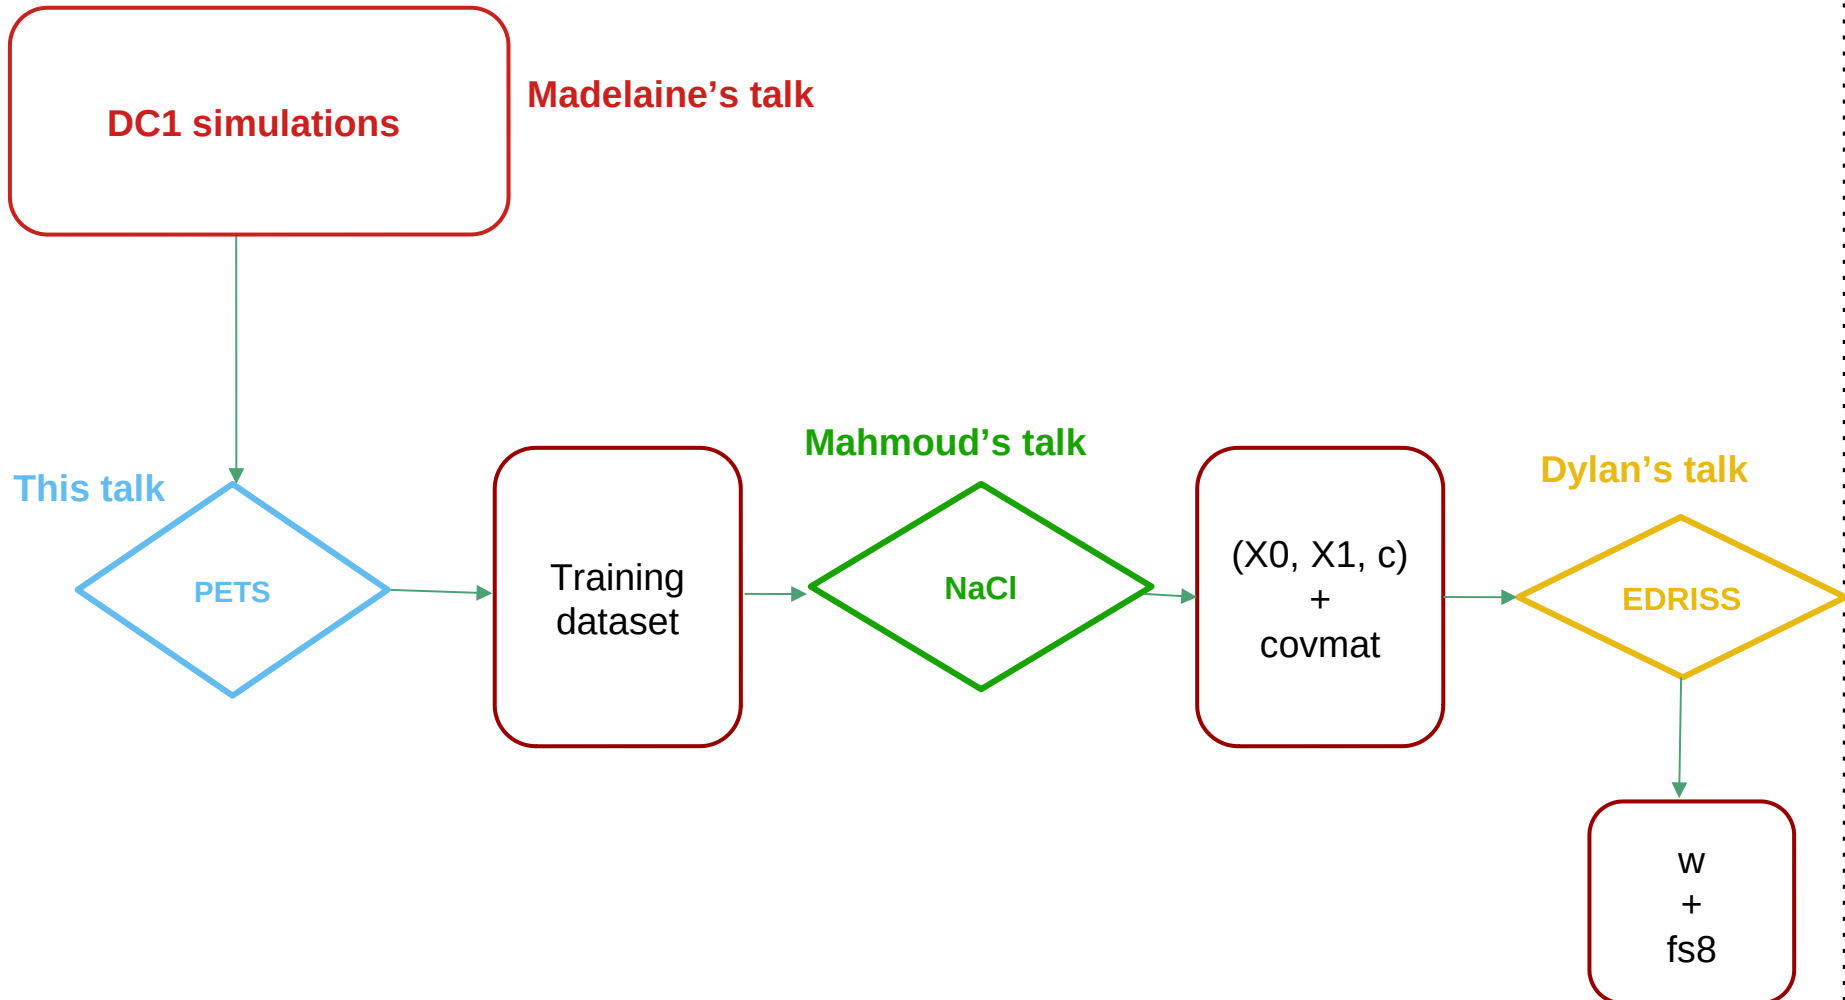 DC1 simulations
Madelaine’s talk
This talk
PETS
Training
dataset
Mahmoud’s talk
NaCl
(X0, X1, c)
+
covmat
Dylan’s talk
EDRISS
w
+
fs8